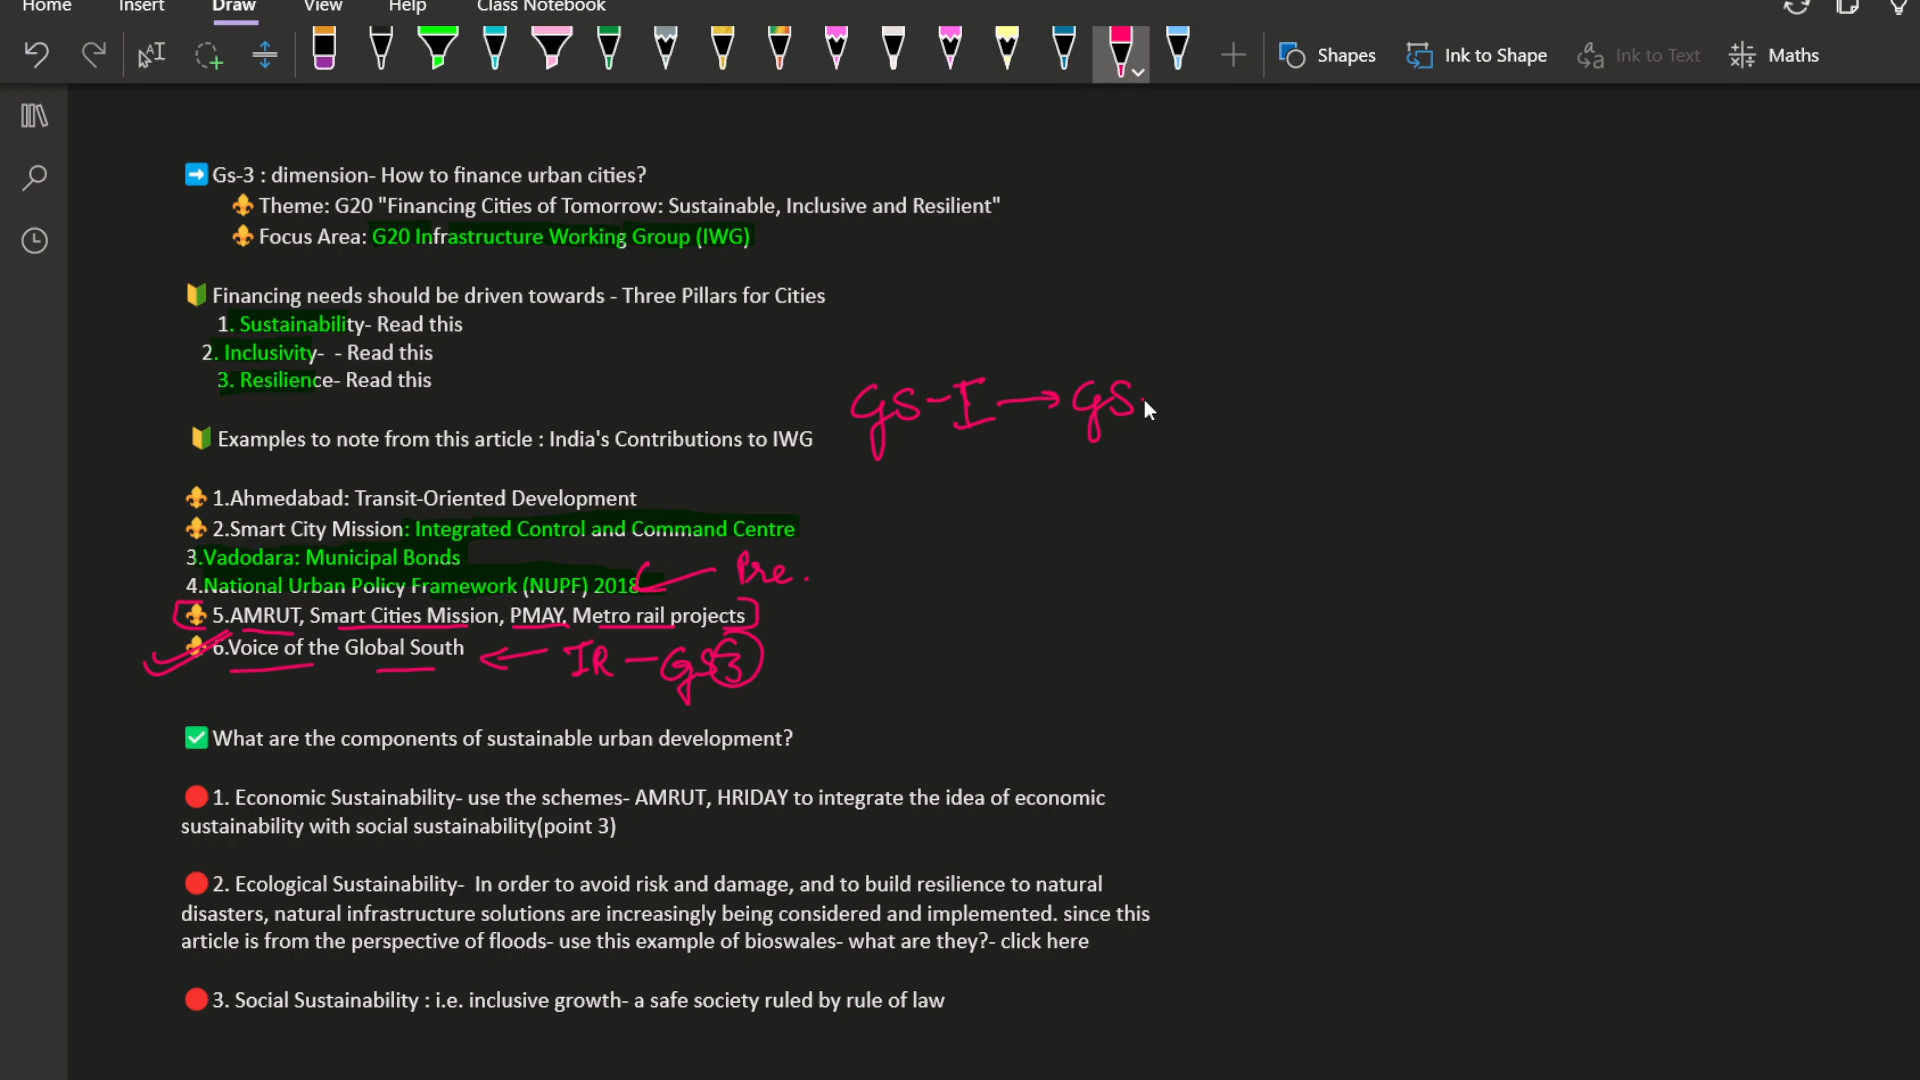 Home Insert Draw View Help Class Notebook
Shapes Ink to Shape Ink to Text Maths
Gs-3 : dimension- How to finance urban cities?
Theme: G20 "Financing Cities of Tomorrow: Sustainable, Inclusive and Resilient"
Focus Area: G20 Infrastructure Working Group (IWG)
Financing needs should be driven towards - Three Pillars for Cities
1. Sustainability- Read this
2. Inclusivity-  - Read this
3. Resilience- Read this
GS-I → GS
Examples to note from this article : India's Contributions to IWG
1.Ahmedabad: Transit-Oriented Development
2.Smart City Mission: Integrated Control and Command Centre
3.Vadodara: Municipal Bonds
4.National Urban Policy Framework (NUPF) 2018 ← Pre.
5.AMRUT, Smart Cities Mission, PMAY, Metro rail projects
6.Voice of the Global South ← IR - GS3
What are the components of sustainable urban development?
1. Economic Sustainability- use the schemes- AMRUT, HRIDAY to integrate the idea of economic
sustainability with social sustainability(point 3)
2. Ecological Sustainability-  In order to avoid risk and damage, and to build resilience to natural
disasters, natural infrastructure solutions are increasingly being considered and implemented. since this
article is from the perspective of floods- use this example of bioswales- what are they?- click here
3. Social Sustainability : i.e. inclusive growth- a safe society ruled by rule of law